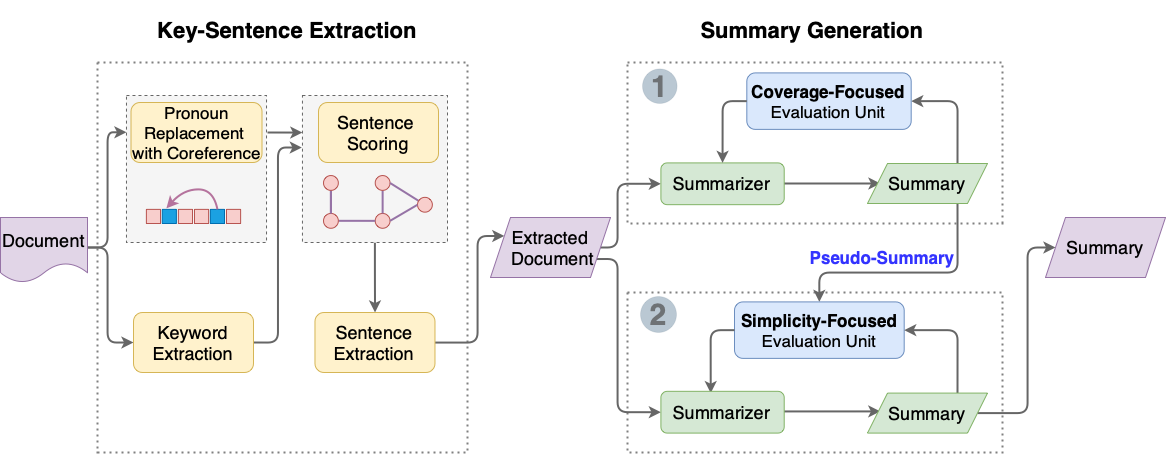 Key-Sentence Extraction
Summary Generation
Document
Pronoun
Replacement
with Coreference
Sentence
Scoring
Keyword
Extraction
Sentence
Extraction
Extracted
Document
1
Coverage-Focused
Evaluation Unit
Summarizer
Summary
Pseudo-Summary
2
Simplicity-Focused
Evaluation Unit
Summarizer
Summary
Summary